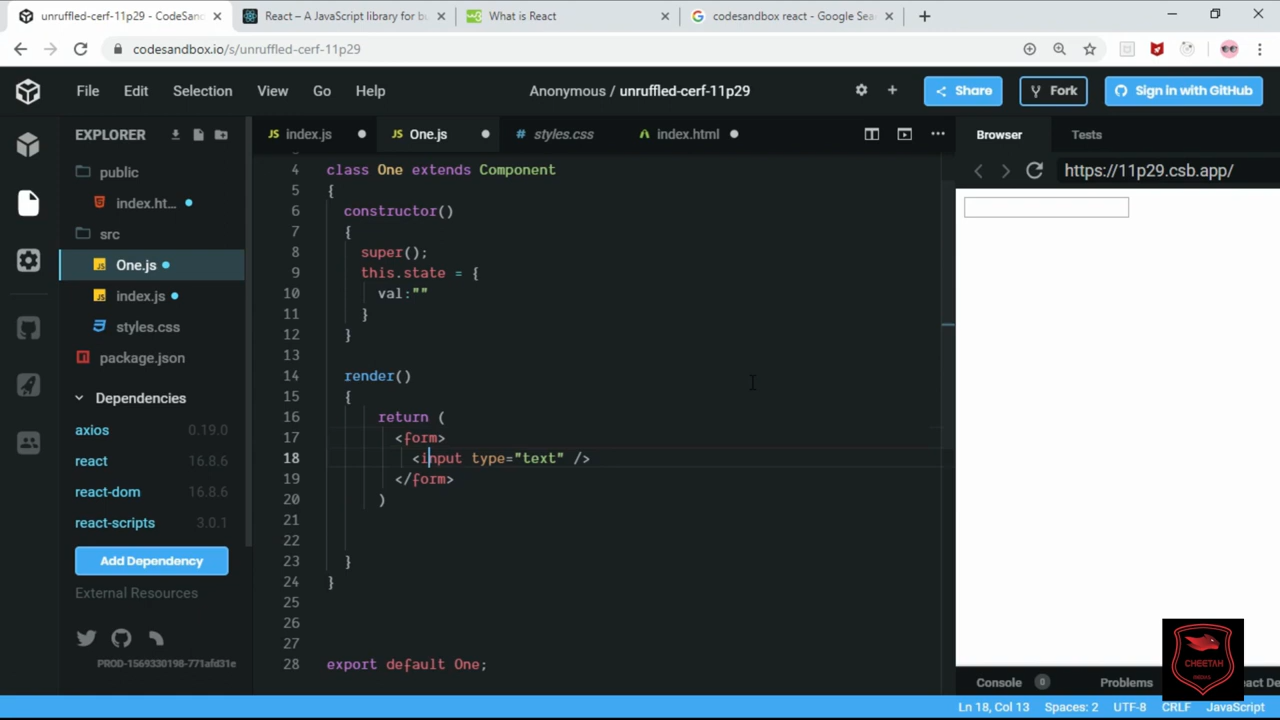 unruffled-cerf-11p29 - CodeSand
React – A JavaScript library for bu
What is React
codesandbox react - Google Sea
codesandbox.io/s/unruffled-cerf-11p29
File Edit Selection View Go Help
Anonymous / unruffled-cerf-11p29
Share
Fork
Sign in with GitHub
EXPLORER
public
index.ht...
src
One.js
index.js
styles.css
package.json
Dependencies
axios 0.19.0
react 16.8.6
react-dom 16.8.6
react-scripts 3.0.1
Add Dependency
External Resources
PROD-1569330198-771afd31e
index.js One.js styles.css index.html
4 class One extends Component
5 {
6 constructor()
7 {
8 super();
9 this.state = {
10 val:""
11 }
12 }
13
14 render()
15 {
16 return (
17 <form>
18 <input type="text" />
19 </form>
20 )
21
22
23 }
24 }
25
26
27
28 export default One;
Browser Tests
https://11p29.csb.app/
CHEETAH
Console 0 Problems act De
Ln 18, Col 13 Spaces: 2 UTF-8 CRLF JavaScript